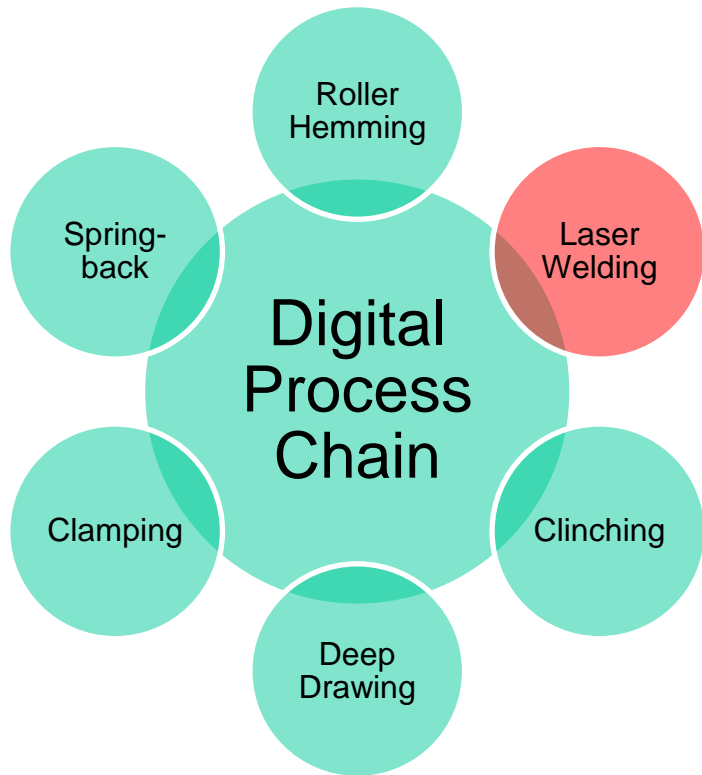 Roller
Hemming
Laser
Welding
Clinching
Deep
Drawing
Clamping
Spring-
back
Digital
Process
Chain